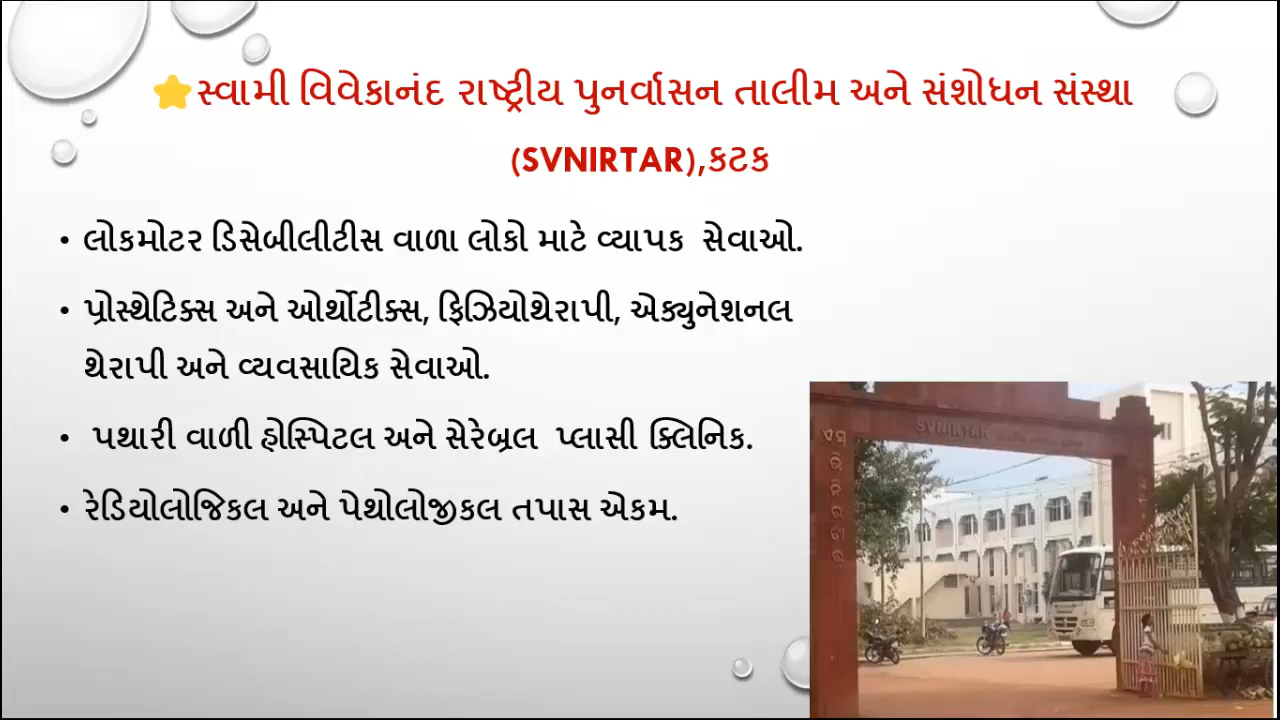 સ્વામી વિવેકાનંદ રાષ્ટ્રીય પુનર્વાસન તાલીમ અને સંશોધન સંસ્થા
(SVNIRTAR),કટક
• લોકમોટર ડિસેબીલીટીસ વાળા લોકો માટે વ્યાપક સેવાઓ.
• પ્રોસ્થેટિક્સ અને ઓર્થોટીક્સ, ફિઝિયોથેરાપી, એક્યુનેશનલ
થેરાપી અને વ્યવસાયિક સેવાઓ.
• પથારી વાળી હોસ્પિટલ અને સેરેબ્રલ પ્લાસી ક્લિનિક.
• રેડિયોલોજિકલ અને પેથોલોજીકલ તપાસ એકમ.
SVNIRTAR